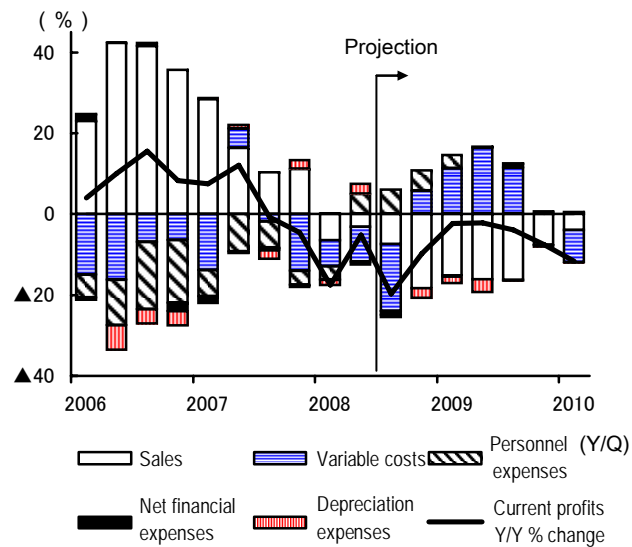 ( % )
40
Projection
20
0
▲ 20
▲ 40
2006 2007 2008 2009 2010
Sales Variable costs Personnel expenses (Y/Q)
Net financial expenses Depreciation expenses Current profits Y/Y % change